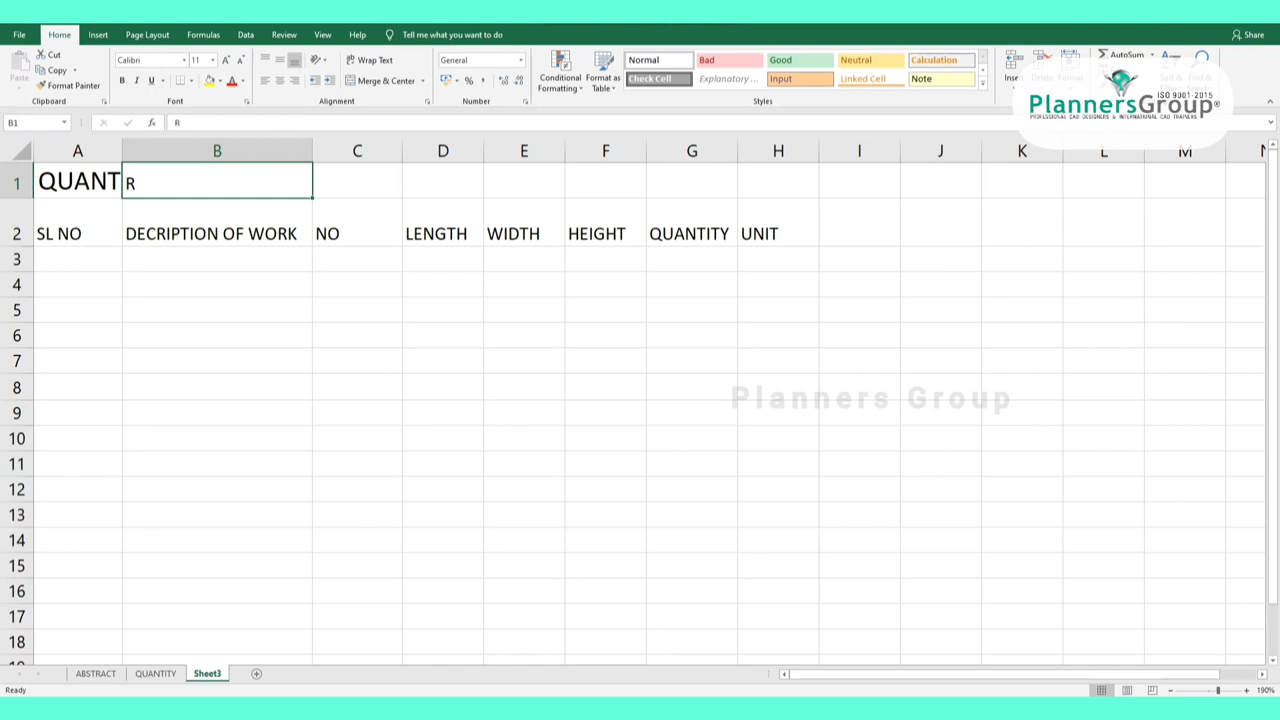 File Home Insert Page Layout Formulas Data Review View Help Tell me what you want to do Share
Cut
Copy
Format Painter
Paste
Clipboard
Calibri 11
B I U
Font
Wrap Text
Merge & Center
Alignment
General
Number
Conditional Formatting
Format as Table
Normal Bad Good Neutral Calculation
Check Cell Explanatory ... Input Linked Cell Note
Styles
AutoSum
ISO 9001-2015
PlannersGroup®
PROFESSIONAL CAD DESIGNERS & INTERNATIONAL CAD TRAINERS
B1 fx R
A B C D E F G H I J K L M N
1 QUANT R
2 SL NO DECRIPTION OF WORK NO LENGTH WIDTH HEIGHT QUANTITY UNIT
3
4
5
6
7
8
Planners Group
9
10
11
12
13
14
15
16
17
18
ABSTRACT QUANTITY Sheet3
Ready 190%